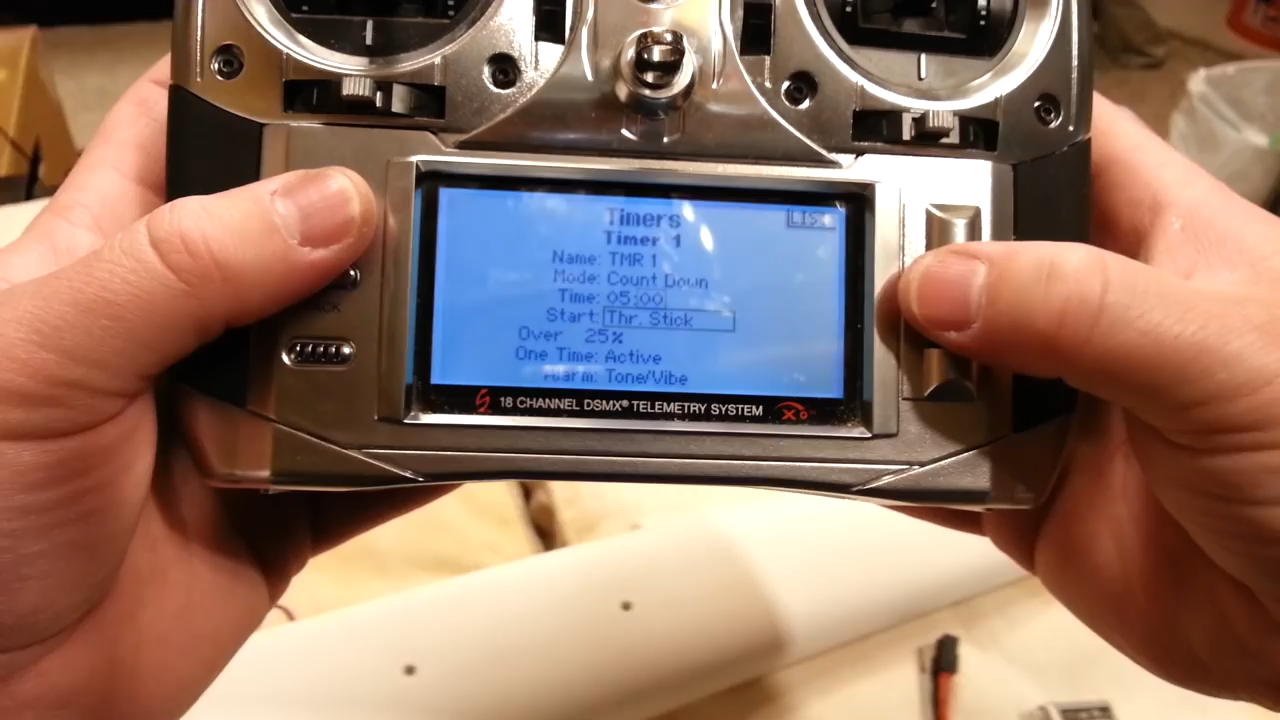 Timers
LIST
Timer 1
Name: TMR 1
Mode: Count Down
Time: 05:00
Start: Thr. Stick
Over 25%
One Time: Active
Alarm: Tone/Vibe
18 CHANNEL DSMX® TELEMETRY SYSTEM